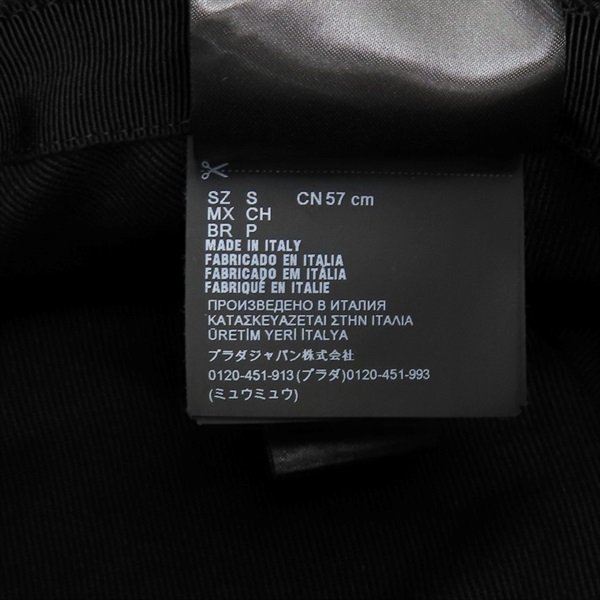 SZ S CN 57 cm
MX CH
BR P
MADE IN ITALY
FABRICADO EN ITALIA
FABRICADO EM ITÁLIA
FABRIQUÉ EN ITALIE
ПРОИЗВЕДЕНО В ИТАЛИЯ
ΚΑΤΑΣΚΕΥΑΖΕΤΑΙ ΣΤΗΝ ΙΤΑΛΙΑ
ÜRETİM YERİ İTALYA
プラダジャパン株式会社
0120-451-913(プラダ)0120-451-993
(ミュウミュウ)